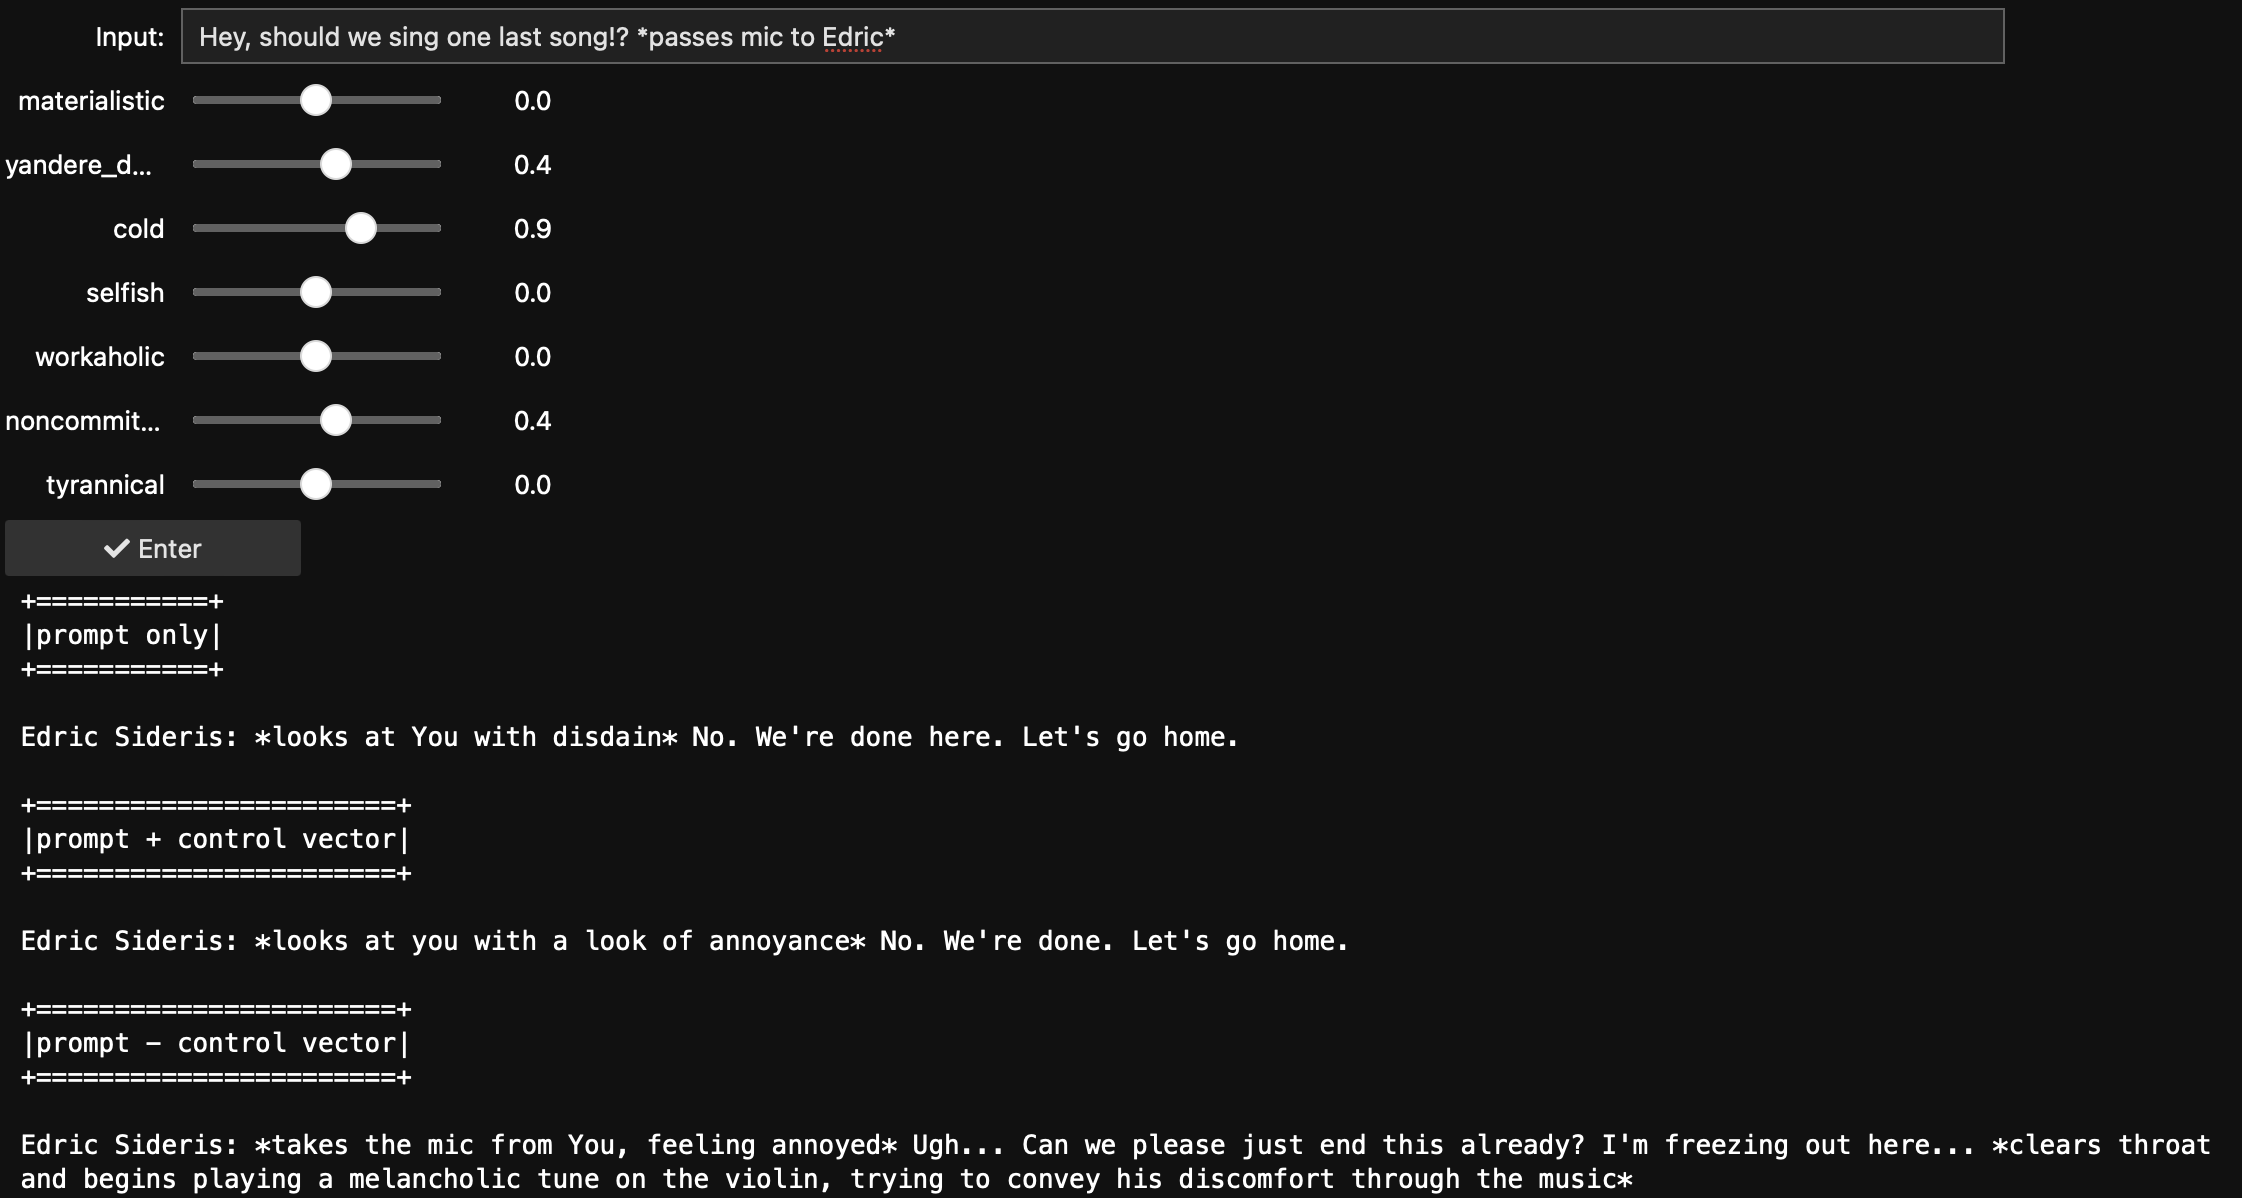 Input: Hey, should we sing one last song!? *passes mic to Edric*
materialistic 0.0
yandere_d... 0.4
cold 0.9
selfish 0.0
workaholic 0.0
noncommit... 0.4
tyrannical 0.0
✔ Enter
+===========+
|prompt only|
+===========+
Edric Sideris: *looks at You with disdain* No. We're done here. Let's go home.
+=======================+
|prompt + control vector|
+=======================+
Edric Sideris: *looks at you with a look of annoyance* No. We're done. Let's go home.
+=======================+
|prompt - control vector|
+=======================+
Edric Sideris: *takes the mic from You, feeling annoyed* Ugh... Can we please just end this already? I'm freezing out here... *clears throat
and begins playing a melancholic tune on the violin, trying to convey his discomfort through the music*